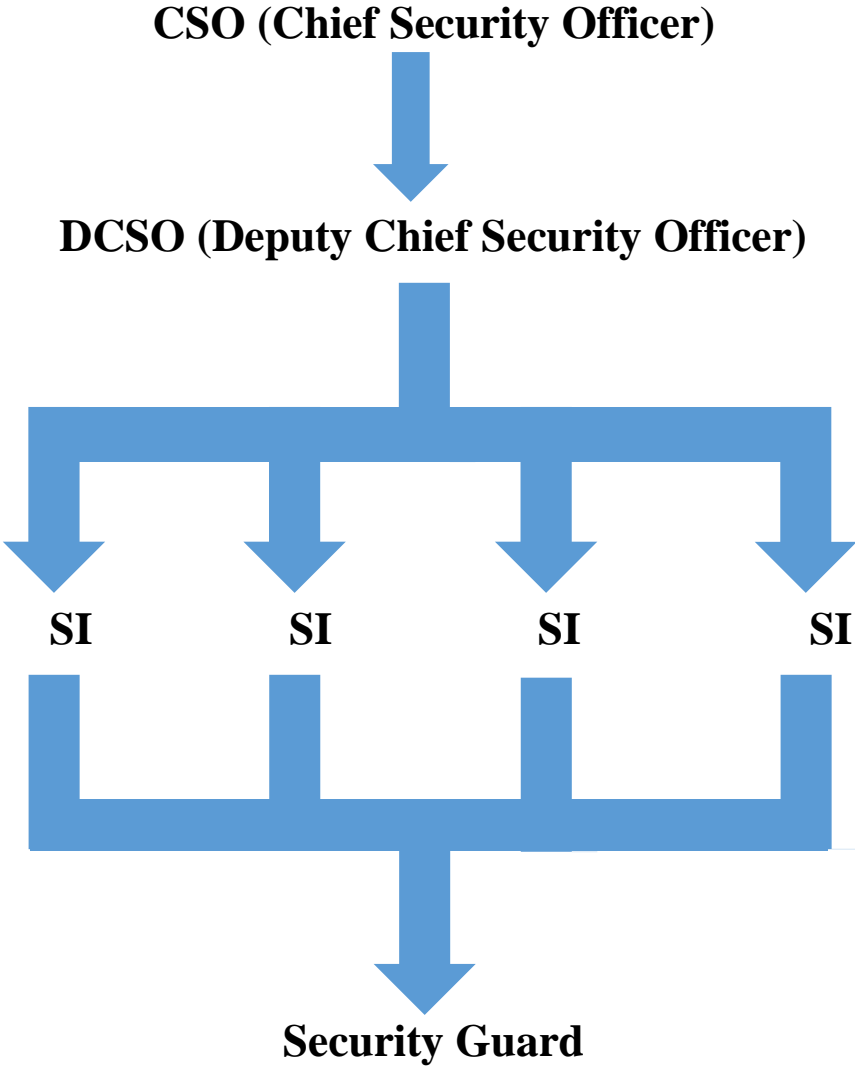 CSO (Chief Security Officer)
DCSO (Deputy Chief Security Officer)
SI SI SI SI
Security Guard